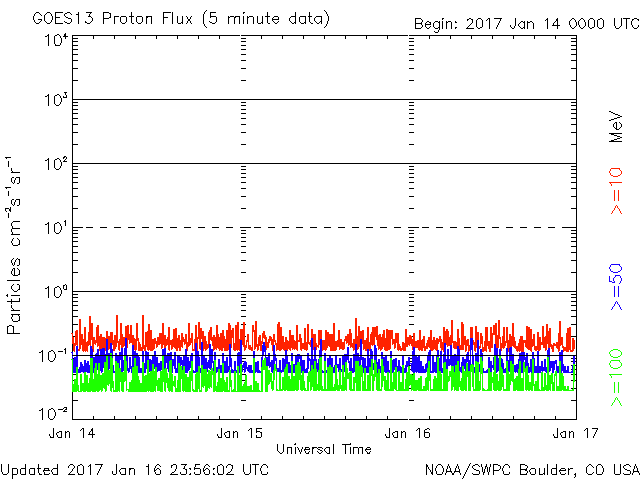 GOES13 Proton Flux (5 minute data)
Begin: 2017 Jan 14 0000 UTC
10⁴
10³
10²
10¹
10⁰
10⁻¹
10⁻²
Particles cm⁻²s⁻¹sr⁻¹
MeV
>=10
>=50
>=100
Jan 14
Jan 15
Jan 16
Jan 17
Universal Time
Updated 2017 Jan 16 23:56:02 UTC
NOAA/SWPC Boulder, CO USA